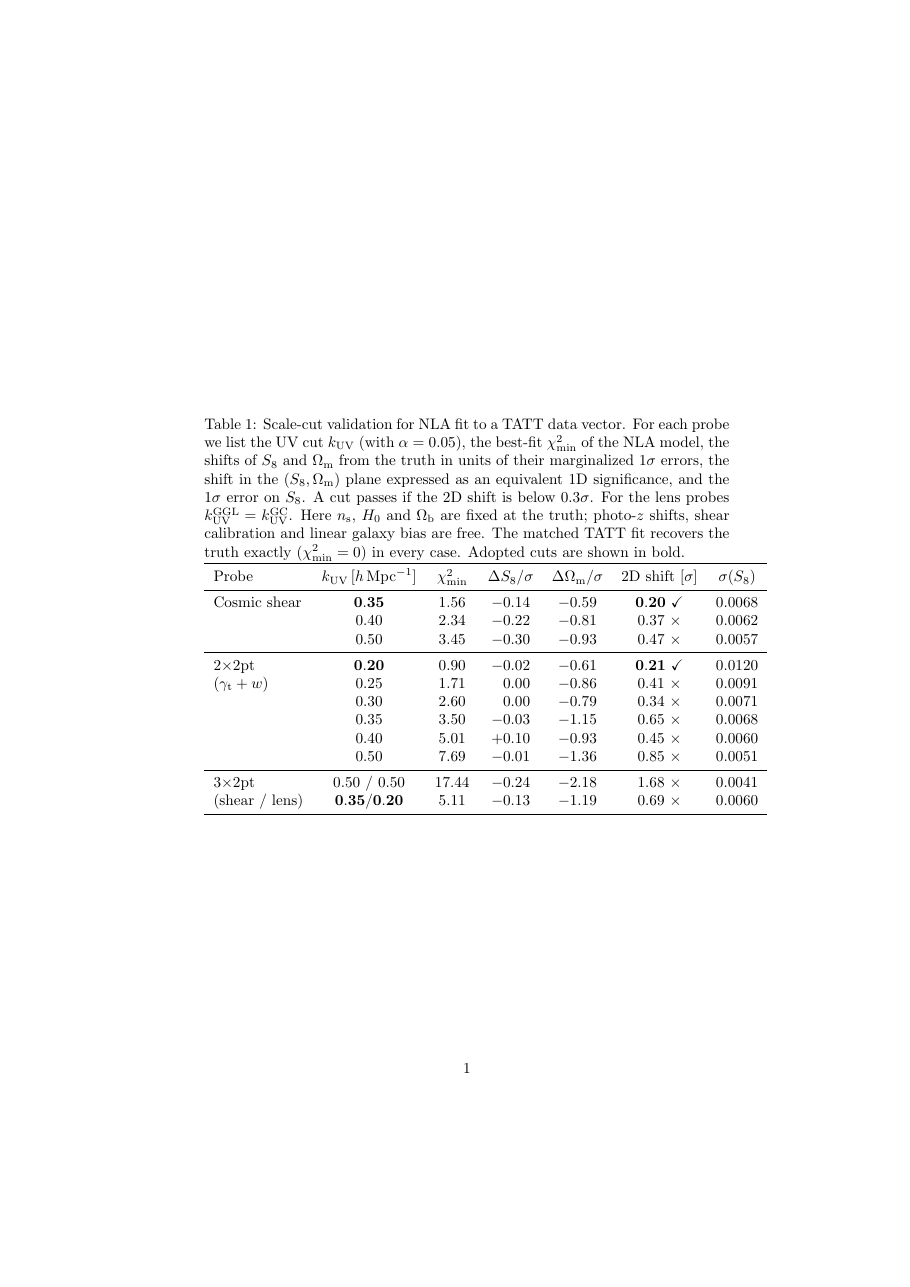 Table 1: Scale-cut validation for NLA fit to a TATT data vector. For each probe
we list the UV cut k_UV (with α = 0.05), the best-fit χ²_min of the NLA model, the
shifts of S₈ and Ω_m from the truth in units of their marginalized 1σ errors, the
shift in the (S₈, Ω_m) plane expressed as an equivalent 1D significance, and the
1σ error on S₈. A cut passes if the 2D shift is below 0.3σ. For the lens probes
k_UV^GGL = k_UV^GC. Here n_s, H₀ and Ω_b are fixed at the truth; photo-z shifts, shear
calibration and linear galaxy bias are free. The matched TATT fit recovers the
truth exactly (χ²_min = 0) in every case. Adopted cuts are shown in bold.
Probe k_UV [h Mpc⁻¹] χ²_min ΔS₈/σ ΔΩ_m/σ 2D shift [σ] σ(S₈)
Cosmic shear 0.35 1.56 −0.14 −0.59 0.20 ✓ 0.0068
0.40 2.34 −0.22 −0.81 0.37 × 0.0062
0.50 3.45 −0.30 −0.93 0.47 × 0.0057
2×2pt 0.20 0.90 −0.02 −0.61 0.21 ✓ 0.0120
(γ_t + w) 0.25 1.71 0.00 −0.86 0.41 × 0.0091
0.30 2.60 0.00 −0.79 0.34 × 0.0071
0.35 3.50 −0.03 −1.15 0.65 × 0.0068
0.40 5.01 +0.10 −0.93 0.45 × 0.0060
0.50 7.69 −0.01 −1.36 0.85 × 0.0051
3×2pt 0.50 / 0.50 17.44 −0.24 −2.18 1.68 × 0.0041
(shear / lens) 0.35/0.20 5.11 −0.13 −1.19 0.69 × 0.0060
1